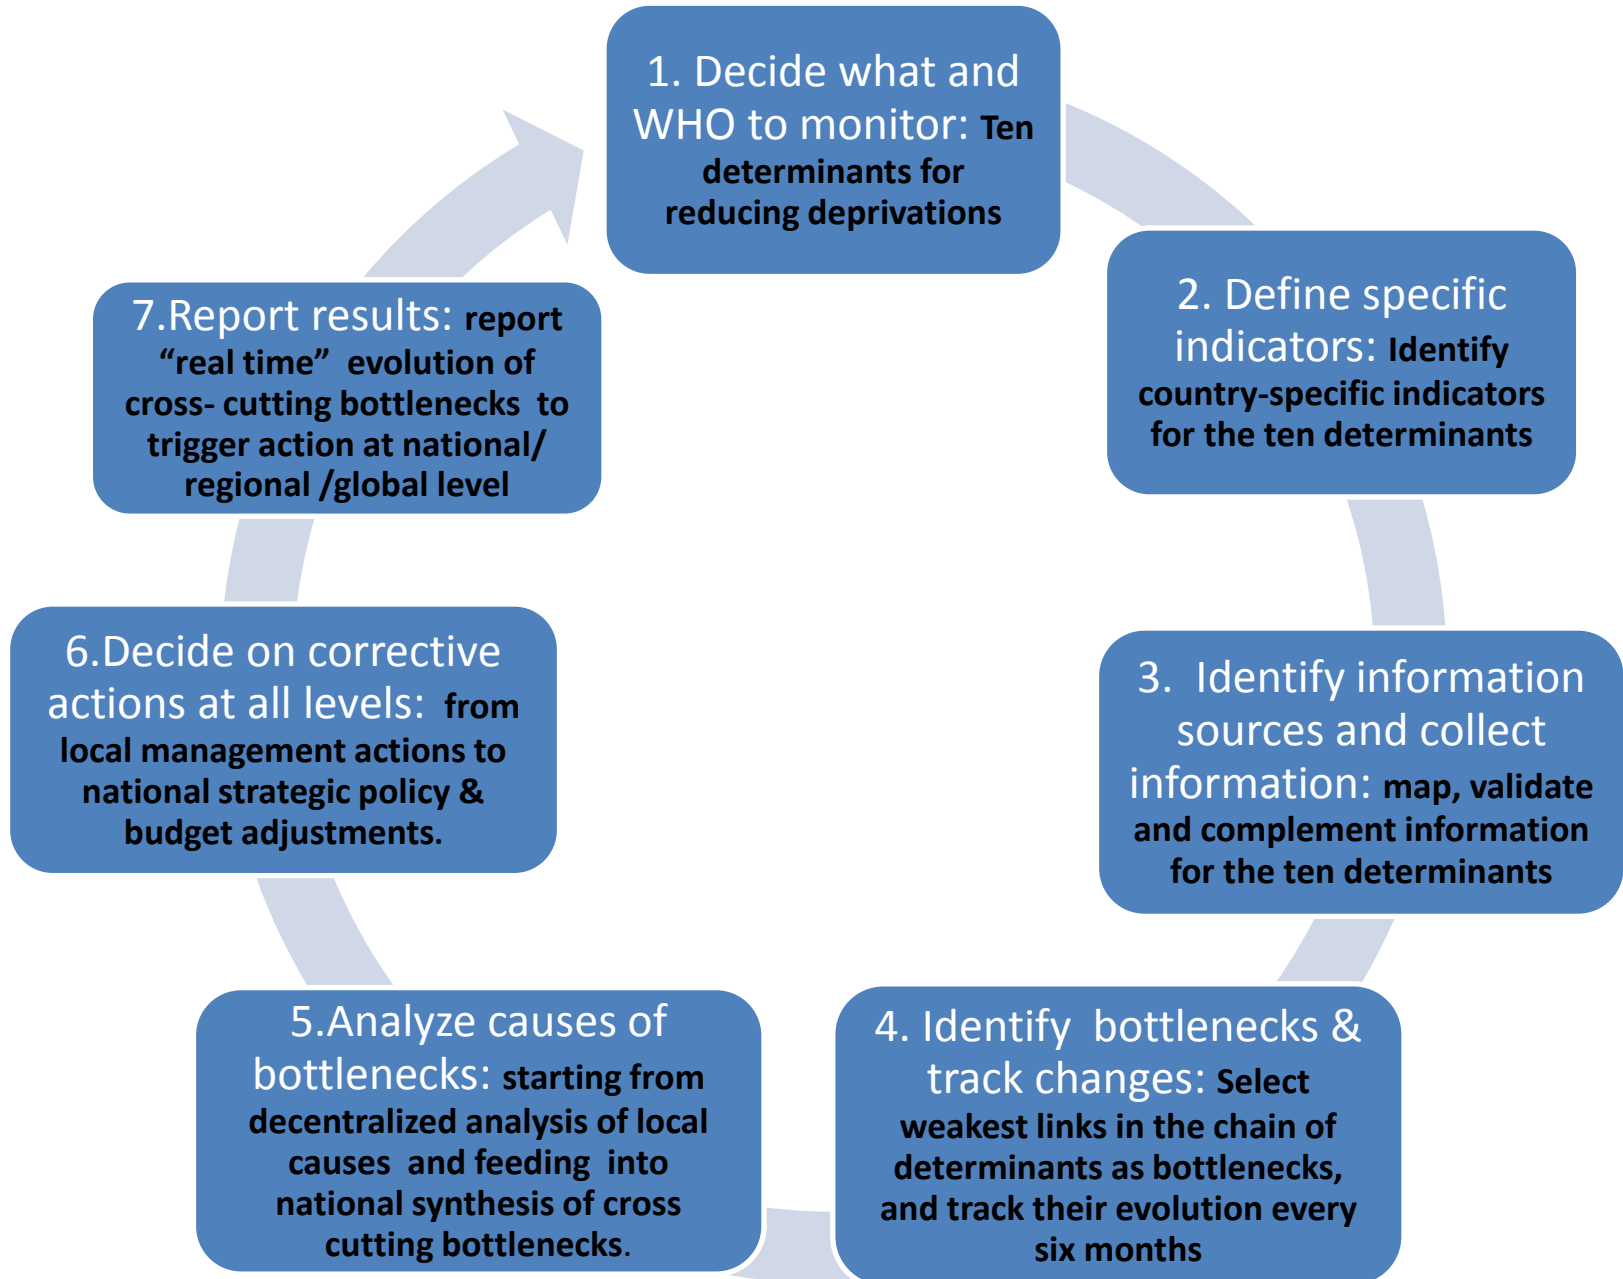 1. Decide what and
WHO to monitor: Ten
determinants for
reducing deprivations
2. Define specific
indicators: Identify
country-specific indicators
for the ten determinants
3. Identify information
sources and collect
information: map, validate
and complement information
for the ten determinants
4. Identify bottlenecks &
track changes: Select
weakest links in the chain of
determinants as bottlenecks,
and track their evolution every
six months
5.Analyze causes of
bottlenecks: starting from
decentralized analysis of local
causes and feeding into
national synthesis of cross
cutting bottlenecks.
6.Decide on corrective
actions at all levels: from
local management actions to
national strategic policy &
budget adjustments.
7.Report results: report
“real time” evolution of
cross- cutting bottlenecks to
trigger action at national/
regional /global level